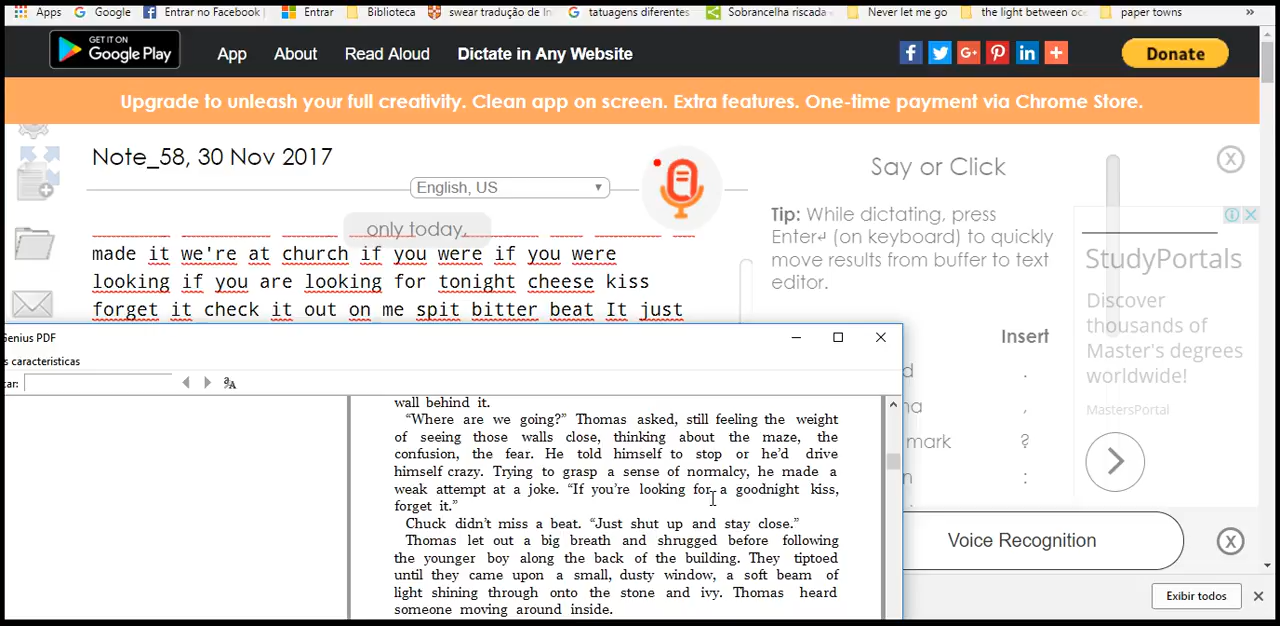 Apps Google Entrar no Facebook Entrar Biblioteca swear tradução de In tatuagens diferentes Sobrancelha riscada Never let me go the light between oce paper towns »
GET IT ON
Google Play App About Read Aloud Dictate in Any Website Donate
Upgrade to unleash your full creativity. Clean app on screen. Extra features. One-time payment via Chrome Store.
Note_58, 30 Nov 2017
English, US
only today,
made it we're at church if you were if you were
looking if you are looking for tonight cheese kiss
forget it check it out on me spit bitter beat It just
Say or Click
Tip: While dictating, press
Enter↵ (on keyboard) to quickly
move results from buffer to text
editor.
Insert
d .
na ,
mark ?
n :
StudyPortals
Discover
thousands of
Master's degrees
worldwide!
MastersPortal
Voice Recognition
Exibir todos
Genius PDF
s características
car:
wall behind it.
“Where are we going?” Thomas asked, still feeling the weight
of seeing those walls close, thinking about the maze, the
confusion, the fear. He told himself to stop or he’d drive
himself crazy. Trying to grasp a sense of normalcy, he made a
weak attempt at a joke. “If you’re looking for a goodnight kiss,
forget it.”
Chuck didn’t miss a beat. “Just shut up and stay close.”
Thomas let out a big breath and shrugged before following
the younger boy along the back of the building. They tiptoed
until they came upon a small, dusty window, a soft beam of
light shining through onto the stone and ivy. Thomas heard
someone moving around inside.